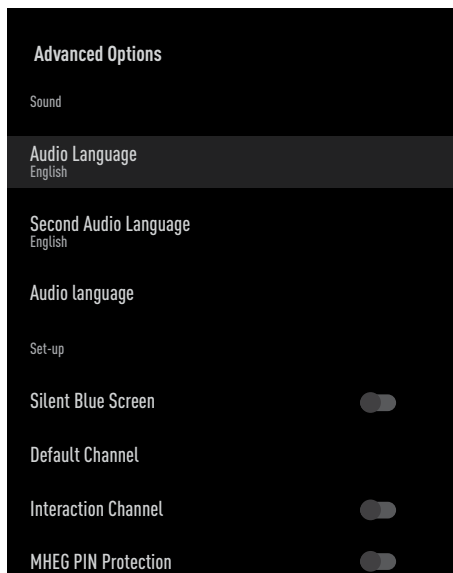 Advanced Options
Sound
Audio Language
English
Second Audio Language
English
Audio language
Set-up
Silent Blue Screen
Default Channel
Interaction Channel
MHEG PIN Protection